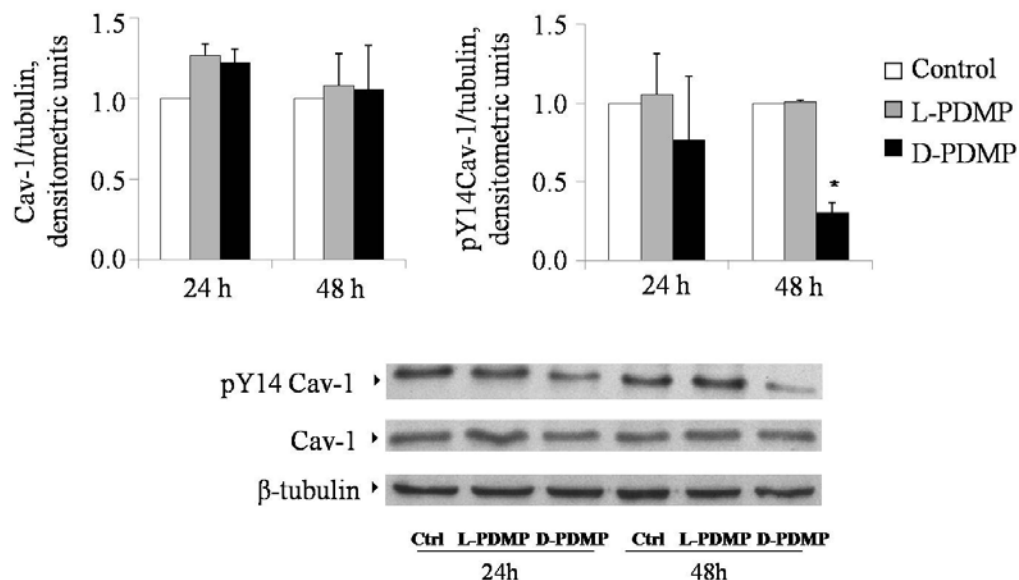 Cav-1/tubulin,
densitometric units
1.5
1.0
0.5
0.0
24 h
48 h
pY14Cav-1/tubulin,
densitometric units
1.5
1.0
0.5
0.0
*
24 h
48 h
Control
L-PDMP
D-PDMP
pY14 Cav-1
Cav-1
β-tubulin
Ctrl L-PDMP D-PDMP Ctrl L-PDMP D-PDMP
24h 48h